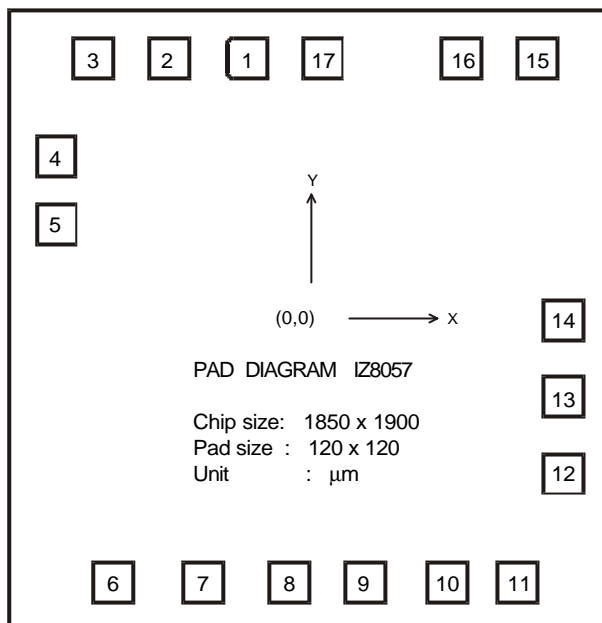 3 2 1 17 16 15
4
5
Y
(0,0) X
14
PAD DIAGRAM IZ8057
13
Chip size: 1850 x 1900
Pad size : 120 x 120
Unit : μm
12
6 7 8 9 10 11